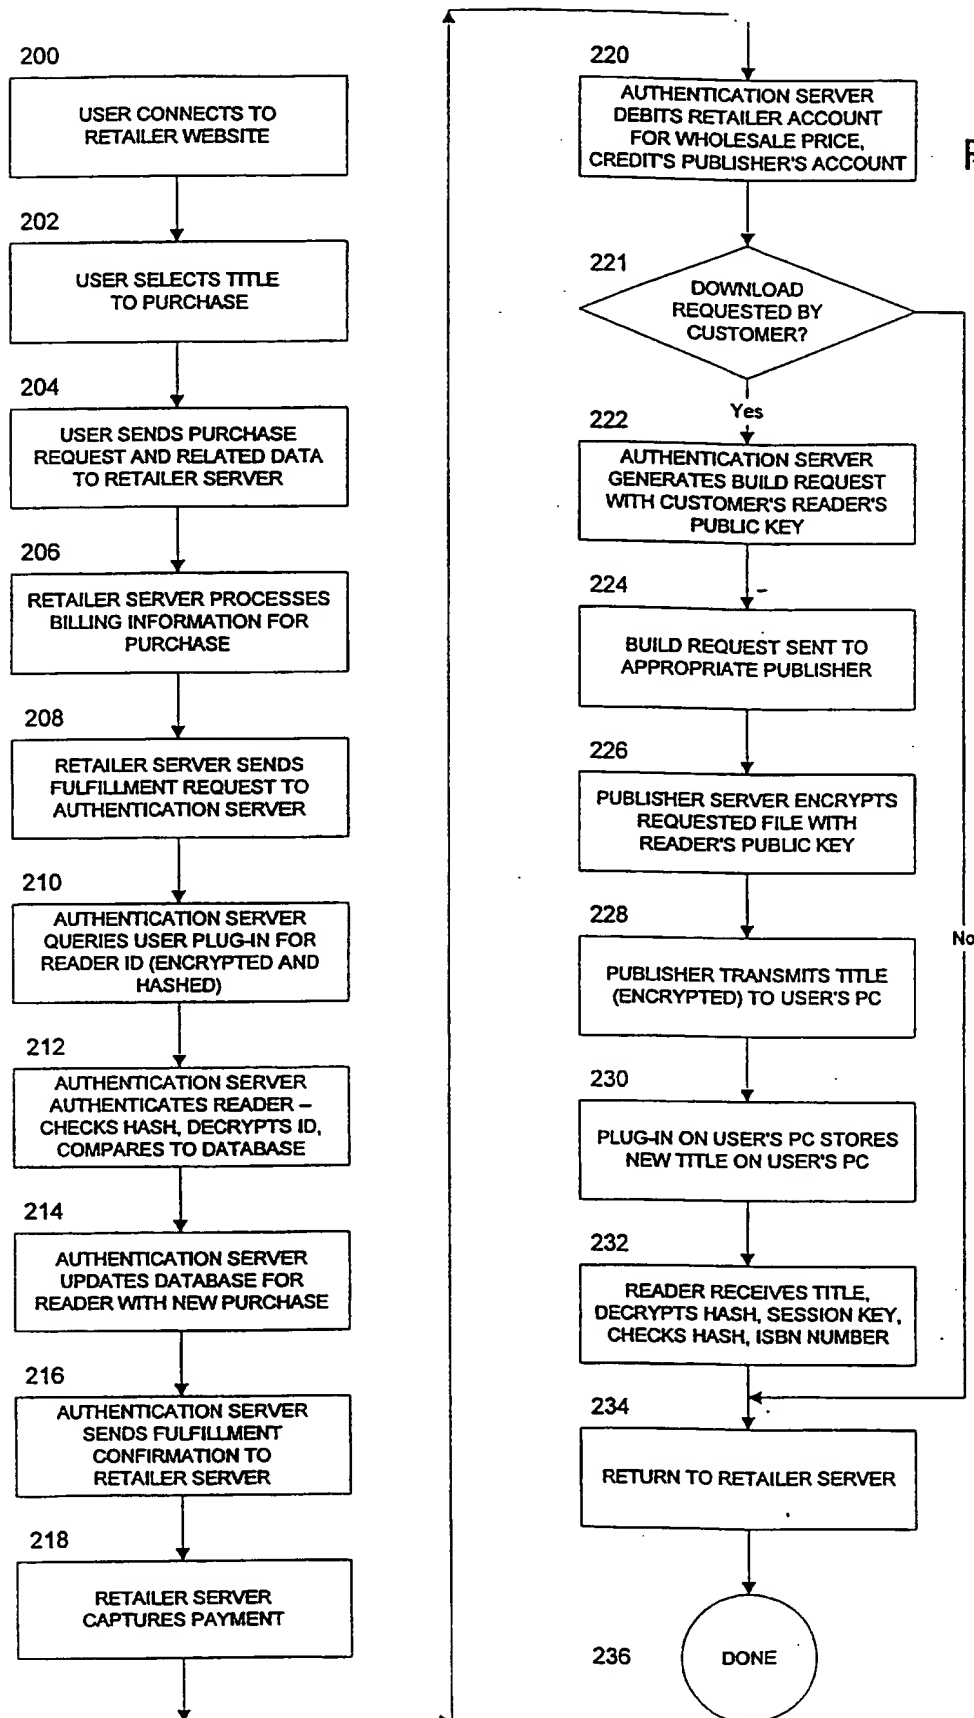 200
USER CONNECTS TO
RETAILER WEBSITE
202
USER SELECTS TITLE
TO PURCHASE
204
USER SENDS PURCHASE
REQUEST AND RELATED DATA
TO RETAILER SERVER
206
RETAILER SERVER PROCESSES
BILLING INFORMATION FOR
PURCHASE
208
RETAILER SERVER SENDS
FULFILLMENT REQUEST TO
AUTHENTICATION SERVER
210
AUTHENTICATION SERVER
QUERIES USER PLUG-IN FOR
READER ID (ENCRYPTED AND
HASHED)
212
AUTHENTICATION SERVER
AUTHENTICATES READER –
CHECKS HASH, DECRYPTS ID,
COMPARES TO DATABASE
214
AUTHENTICATION SERVER
UPDATES DATABASE FOR
READER WITH NEW PURCHASE
216
AUTHENTICATION SERVER
SENDS FULFILLMENT
CONFIRMATION TO
RETAILER SERVER
218
RETAILER SERVER
CAPTURES PAYMENT
220
AUTHENTICATION SERVER
DEBITS RETAILER ACCOUNT
FOR WHOLESALE PRICE,
CREDIT'S PUBLISHER'S ACCOUNT
221
DOWNLOAD
REQUESTED BY
CUSTOMER?
Yes
222
AUTHENTICATION SERVER
GENERATES BUILD REQUEST
WITH CUSTOMER'S READER'S
PUBLIC KEY
224
BUILD REQUEST SENT TO
APPROPRIATE PUBLISHER
226
PUBLISHER SERVER ENCRYPTS
REQUESTED FILE WITH
READER'S PUBLIC KEY
228
No
PUBLISHER TRANSMITS TITLE
(ENCRYPTED) TO USER'S PC
230
PLUG-IN ON USER'S PC STORES
NEW TITLE ON USER'S PC
232
READER RECEIVES TITLE,
DECRYPTS HASH, SESSION KEY,
CHECKS HASH, ISBN NUMBER
234
RETURN TO RETAILER SERVER
236
DONE